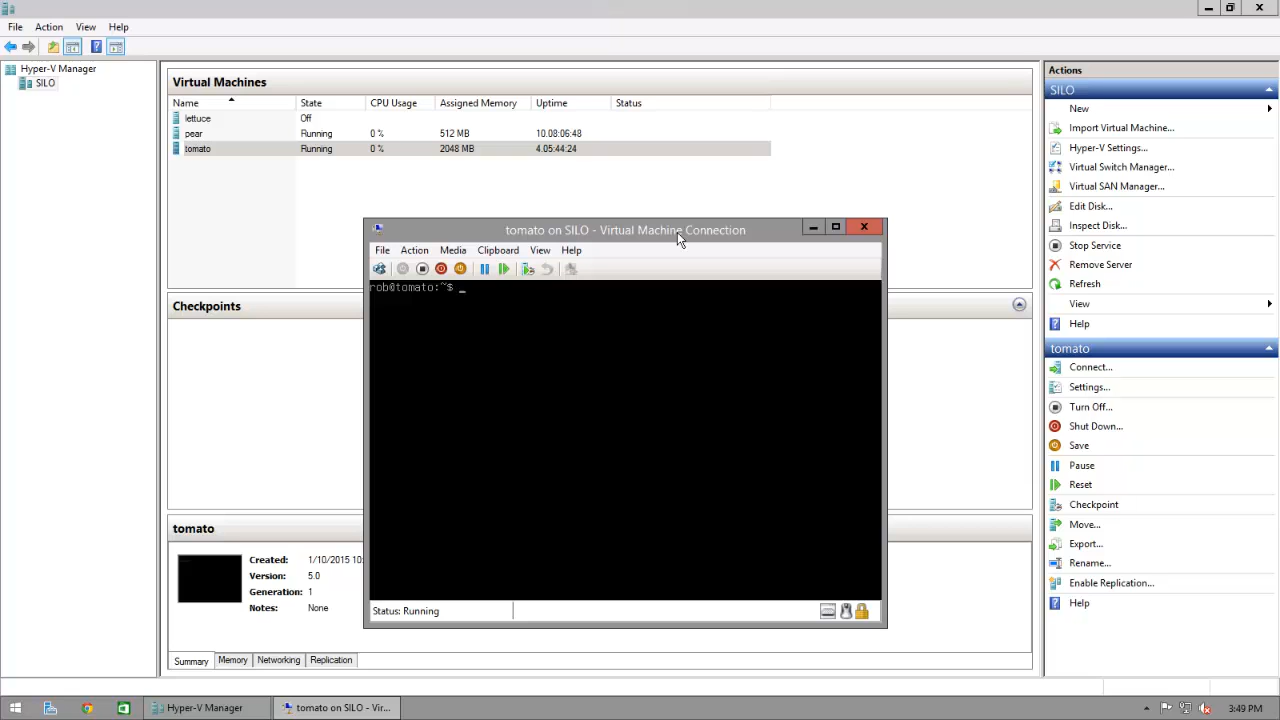 File Action View Help
Hyper-V Manager
SILO
Virtual Machines
Name State CPU Usage Assigned Memory Uptime Status
lettuce Off
pear Running 0 % 512 MB 10.08:06:48
tomato Running 0 % 2048 MB 4.05:44:24
tomato on SILO - Virtual Machine Connection
File Action Media Clipboard View Help
rob@tomato:~$ _
Status: Running
Checkpoints
tomato
Created: 1/10/2015 10:
Version: 5.0
Generation: 1
Notes: None
Summary Memory Networking Replication
Actions
SILO
New
Import Virtual Machine...
Hyper-V Settings...
Virtual Switch Manager...
Virtual SAN Manager...
Edit Disk...
Inspect Disk...
Stop Service
Remove Server
Refresh
View
Help
tomato
Connect...
Settings...
Turn Off...
Shut Down...
Save
Pause
Reset
Checkpoint
Move...
Export...
Rename...
Enable Replication...
Help
Hyper-V Manager
tomato on SILO - Vir...
3:49 PM